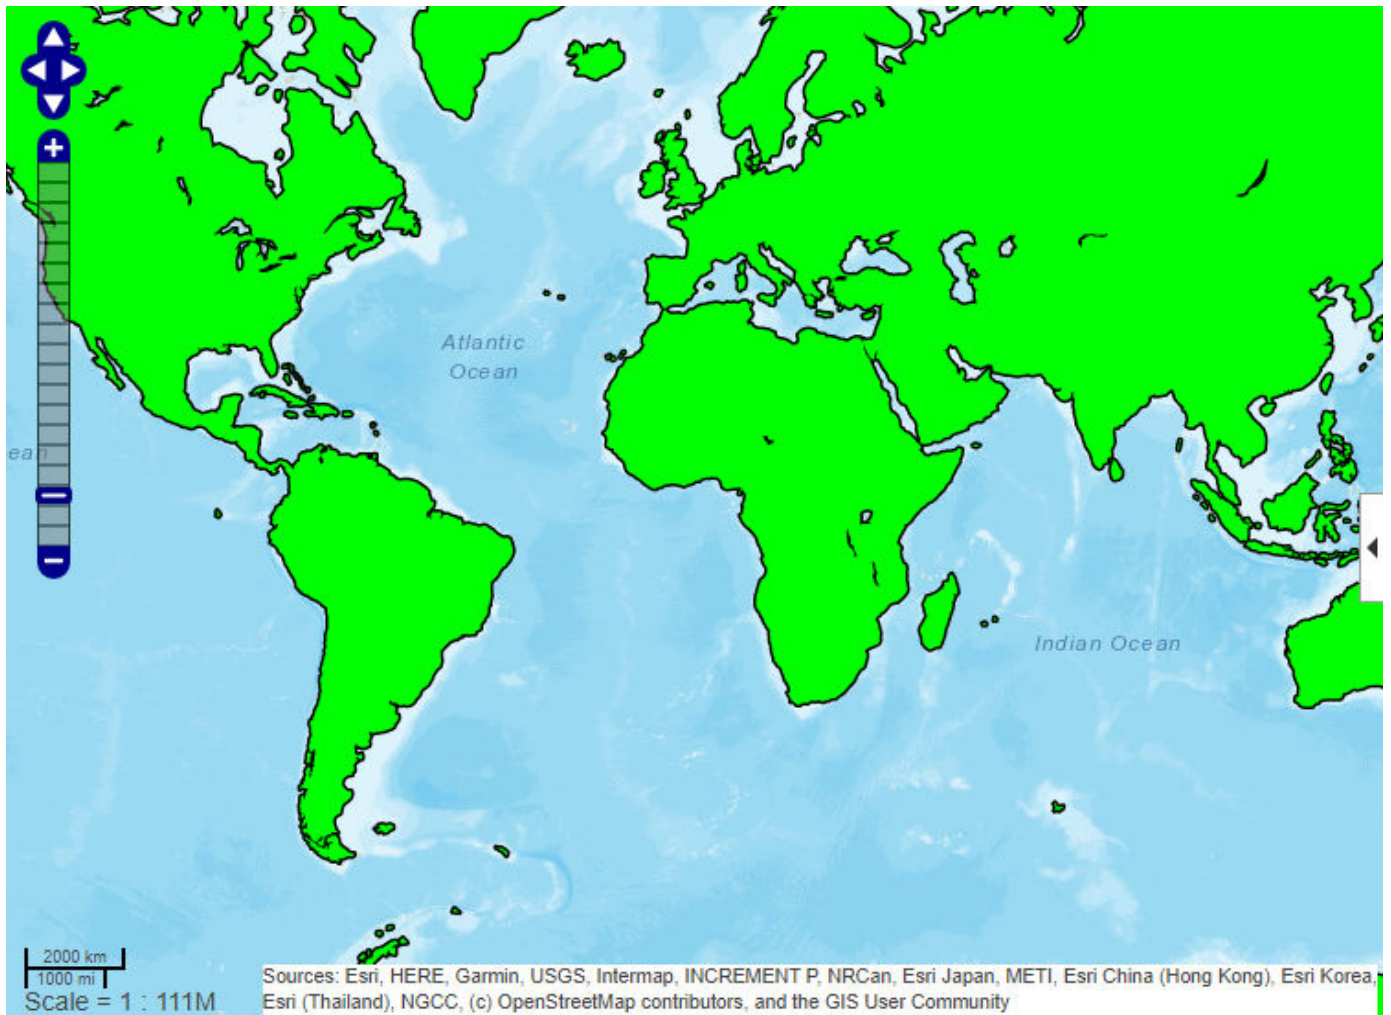 Atlantic
Ocean
ean
Indian Ocean
2000 km
1000 mi
Scale = 1 : 111M
Sources: Esri, HERE, Garmin, USGS, Intermap, INCREMENT P, NRCan, Esri Japan, METI, Esri China (Hong Kong), Esri Korea,
Esri (Thailand), NGCC, (c) OpenStreetMap contributors, and the GIS User Community